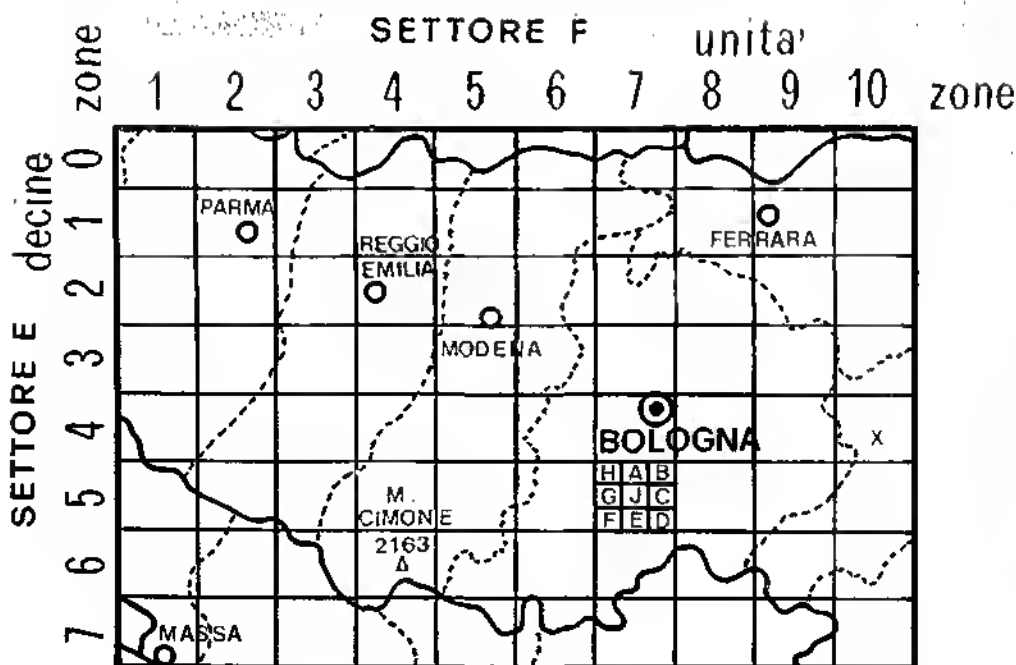 SETTORE F
unita'
zone
1 2 3 4 5 6 7 8 9 10 zone
decine
SETTORE E
0
1
2
3
4
5
6
7
PARMA
REGGIO
EMILIA
FERRARA
MODENA
BOLOGNA
X
H A B
G J C
F E D
M.
CIMONE
2163
MASSA